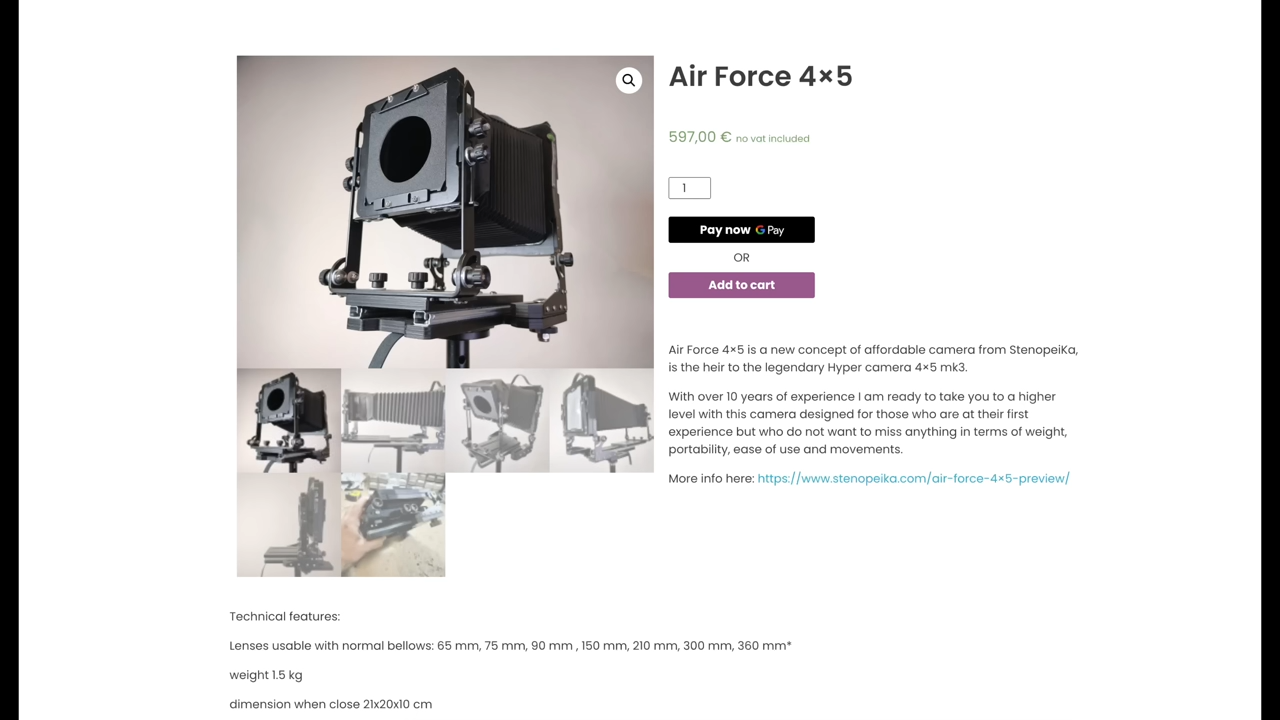 Air Force 4×5
597,00 € no vat included
1
Pay now G Pay
OR
Add to cart
Air Force 4×5 is a new concept of affordable camera from StenopeiKa,
is the heir to the legendary Hyper camera 4×5 mk3.
With over 10 years of experience I am ready to take you to a higher
level with this camera designed for those who are at their first
experience but who do not want to miss anything in terms of weight,
portability, ease of use and movements.
More info here: https://www.stenopeika.com/air-force-4×5-preview/
Technical features:
Lenses usable with normal bellows: 65 mm, 75 mm, 90 mm , 150 mm, 210 mm, 300 mm, 360 mm*
weight 1.5 kg
dimension when close 21x20x10 cm